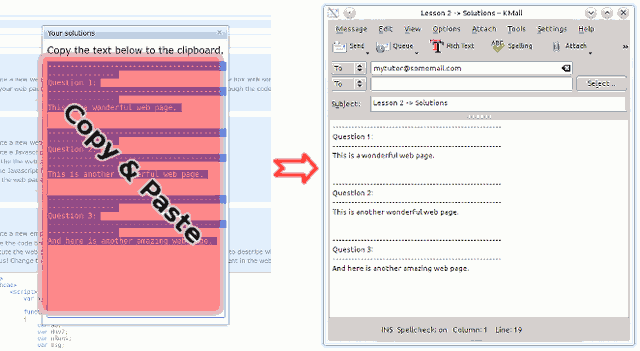 Your solutions
Copy the text below to the clipboard.
Question 1:
This is a wonderful web page.
Question 2:
This is another wonderful web page.
Question 3:
And here is another amazing web page.
Copy & Paste
Lesson 2 -> Solutions - KMail
Message Edit View Options Attach Tools Settings Help
Send Queue Rich Text Spelling Attach
To mytutor@somemail.com
To Select...
Subject: Lesson 2 -> Solutions
--------------------------------------------------
Question 1:
--------------------------------------------------
This is a wonderful web page.
--------------------------------------------------
Question 2:
--------------------------------------------------
This is another wonderful web page.
--------------------------------------------------
Question 3:
--------------------------------------------------
And here is another amazing web page.
INS Spellcheck: on Column: 1 Line: 19